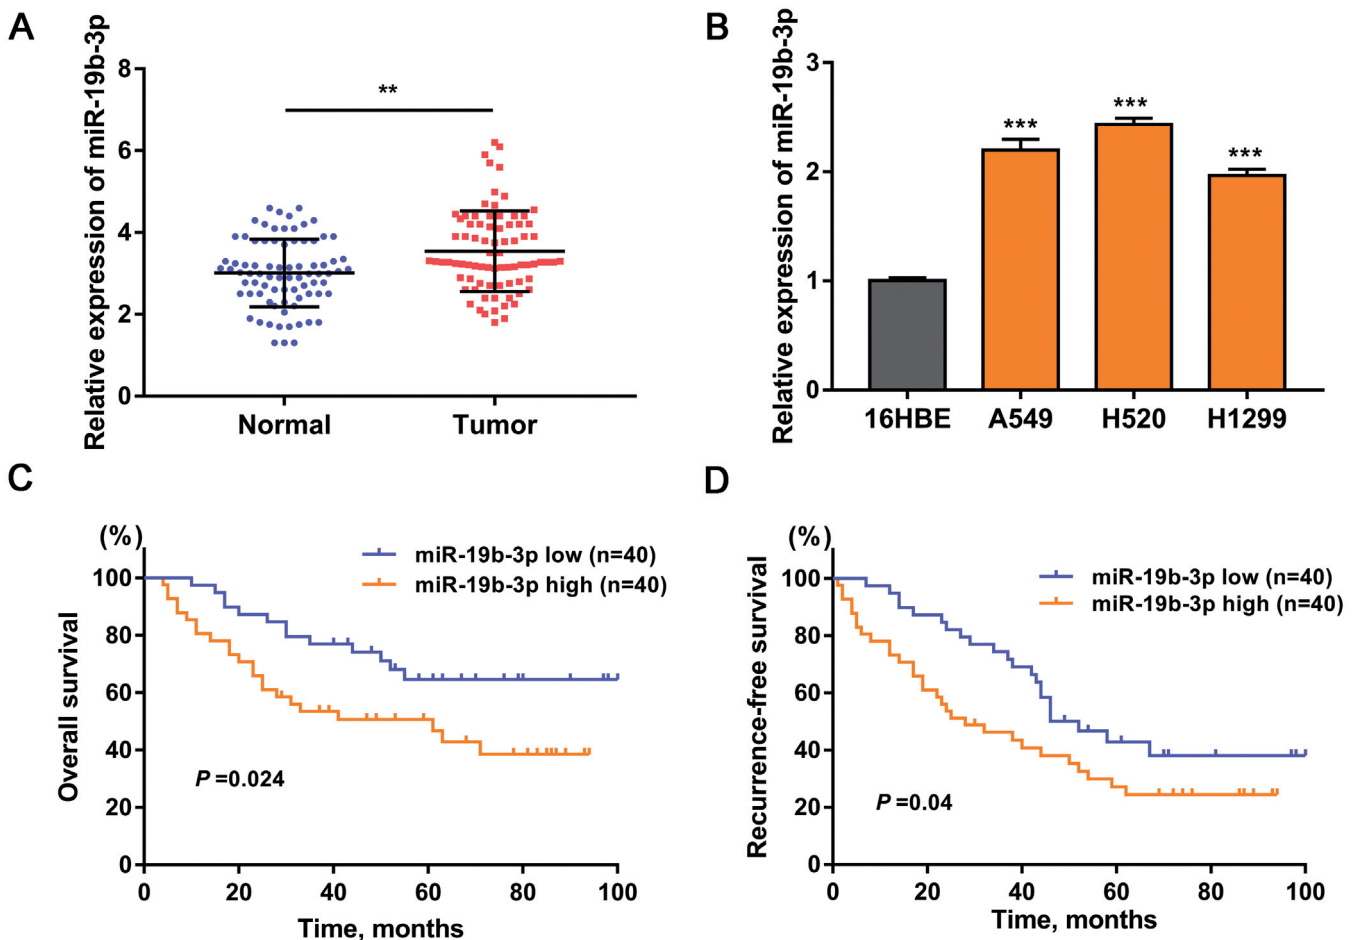 A
Relative expression of miR-19b-3p
8
6
4
2
0
**
Normal
Tumor
B
Relative expression of miR-19b-3p
3
2
1
0
***
***
***
16HBE
A549
H520
H1299
C
(%)
Overall survival
100
80
60
40
20
0
miR-19b-3p low (n=40)
miR-19b-3p high (n=40)
P=0.024
0
20
40
60
80
100
Time, months
D
(%)
Recurrence-free survival
100
80
60
40
20
0
miR-19b-3p low (n=40)
miR-19b-3p high (n=40)
P=0.04
0
20
40
60
80
100
Time, months